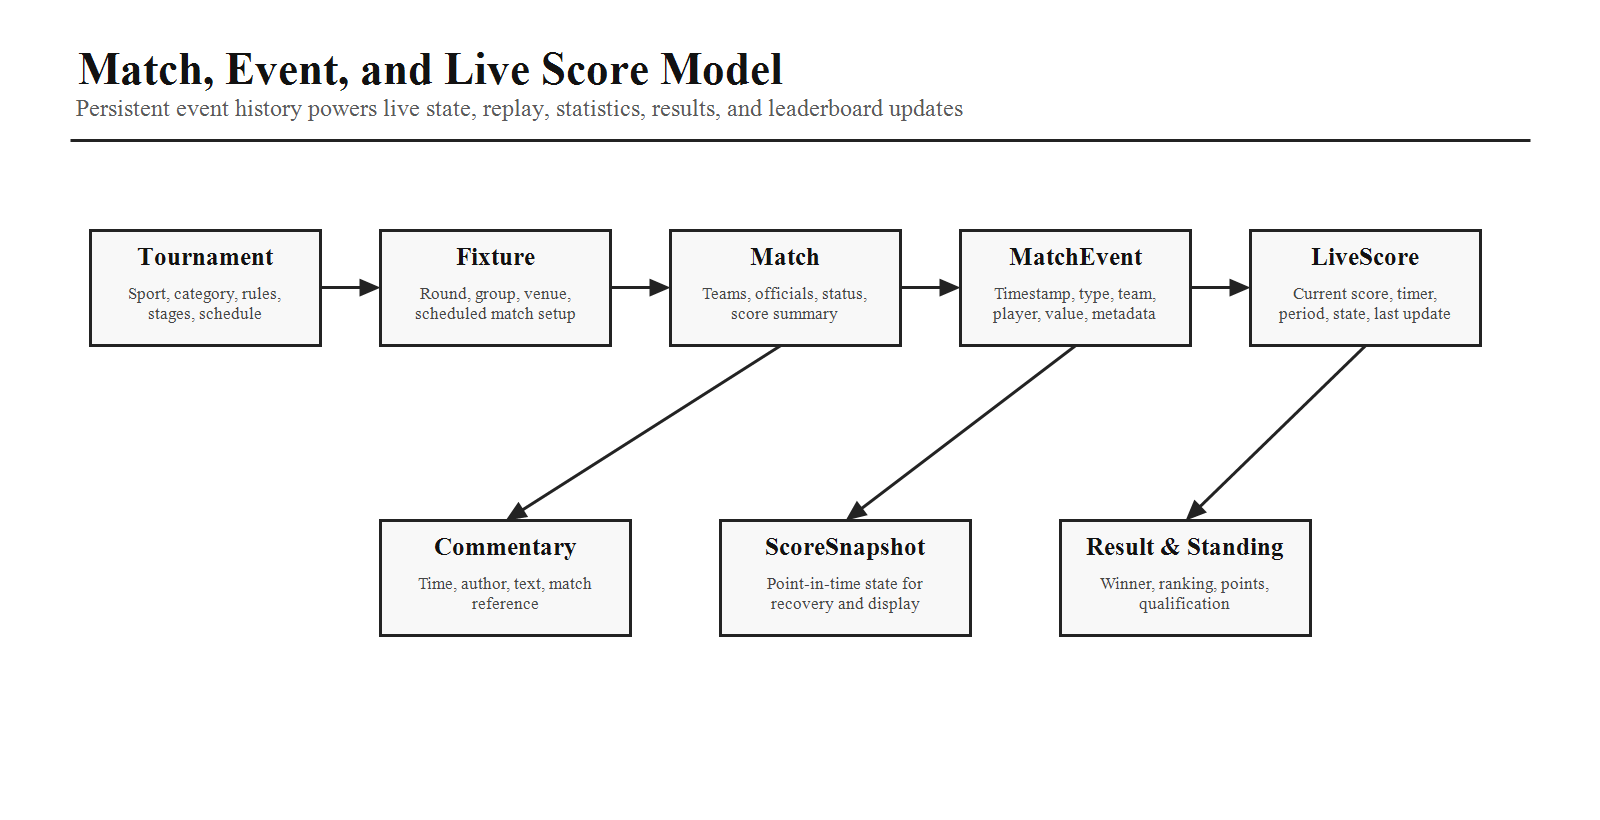 Match, Event, and Live Score Model
Persistent event history powers live state, replay, statistics, results, and leaderboard updates
Tournament
Sport, category, rules,
stages, schedule
Fixture
Round, group, venue,
scheduled match setup
Match
Teams, officials, status,
score summary
MatchEvent
Timestamp, type, team,
player, value, metadata
LiveScore
Current score, timer,
period, state, last update
Commentary
Time, author, text, match
reference
ScoreSnapshot
Point-in-time state for
recovery and display
Result & Standing
Winner, ranking, points,
qualification